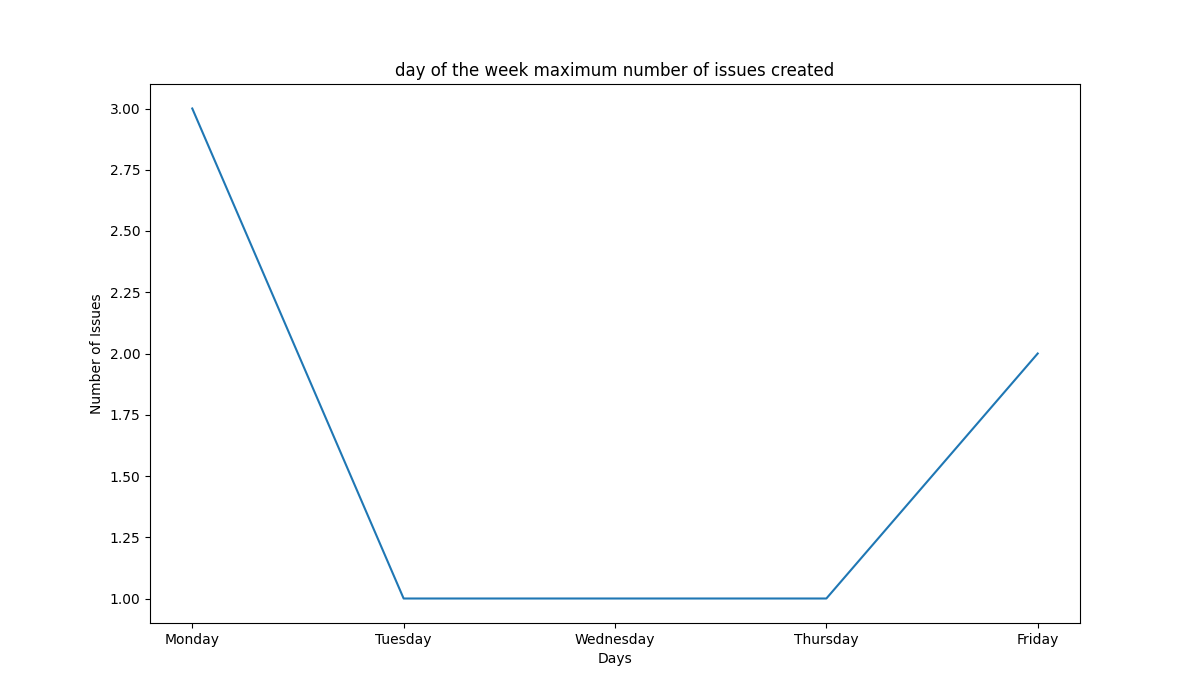 day of the week maximum number of issues created
Number of Issues
3.00
2.75
2.50
2.25
2.00
1.75
1.50
1.25
1.00
Monday Tuesday Wednesday Thursday Friday
Days